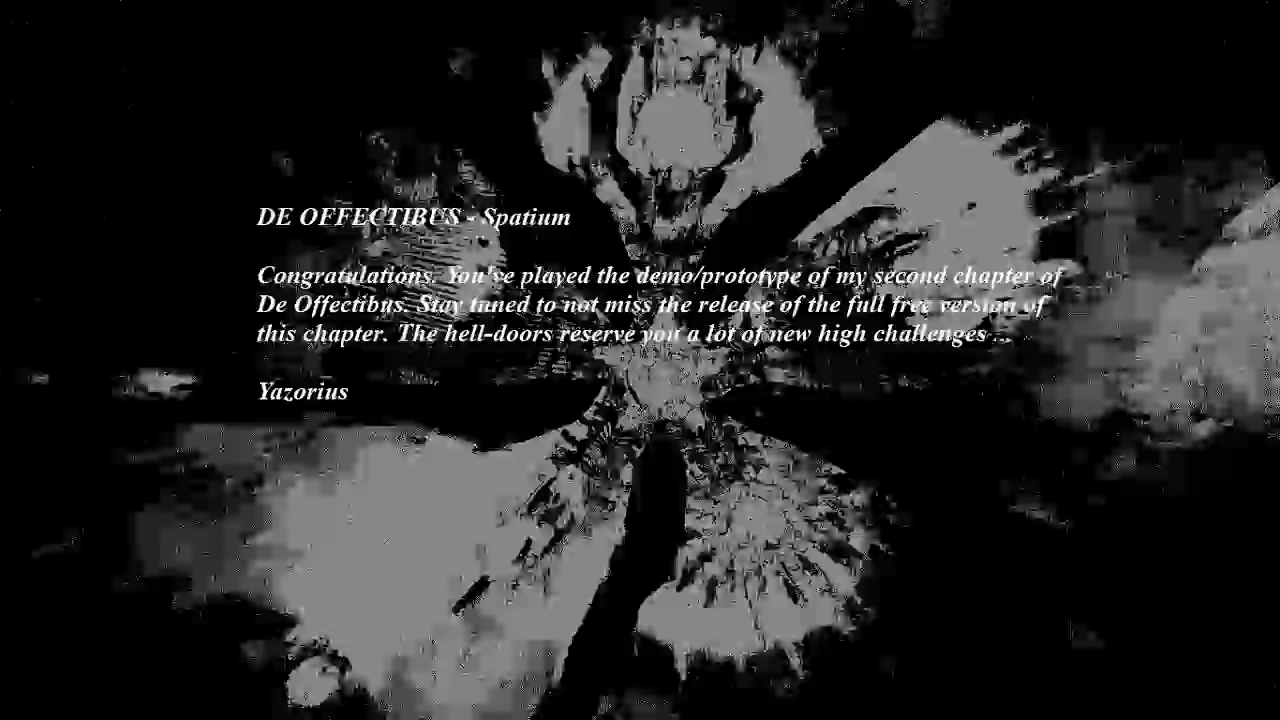 DE OFFECTIBUS - Spatium
Congratulations. You've played the demo/prototype of my second chapter of
De Offectibus. Stay tuned to not miss the release of the full free version of
this chapter. The hell-doors reserve you a lot of new high challenges ...
Yazorius